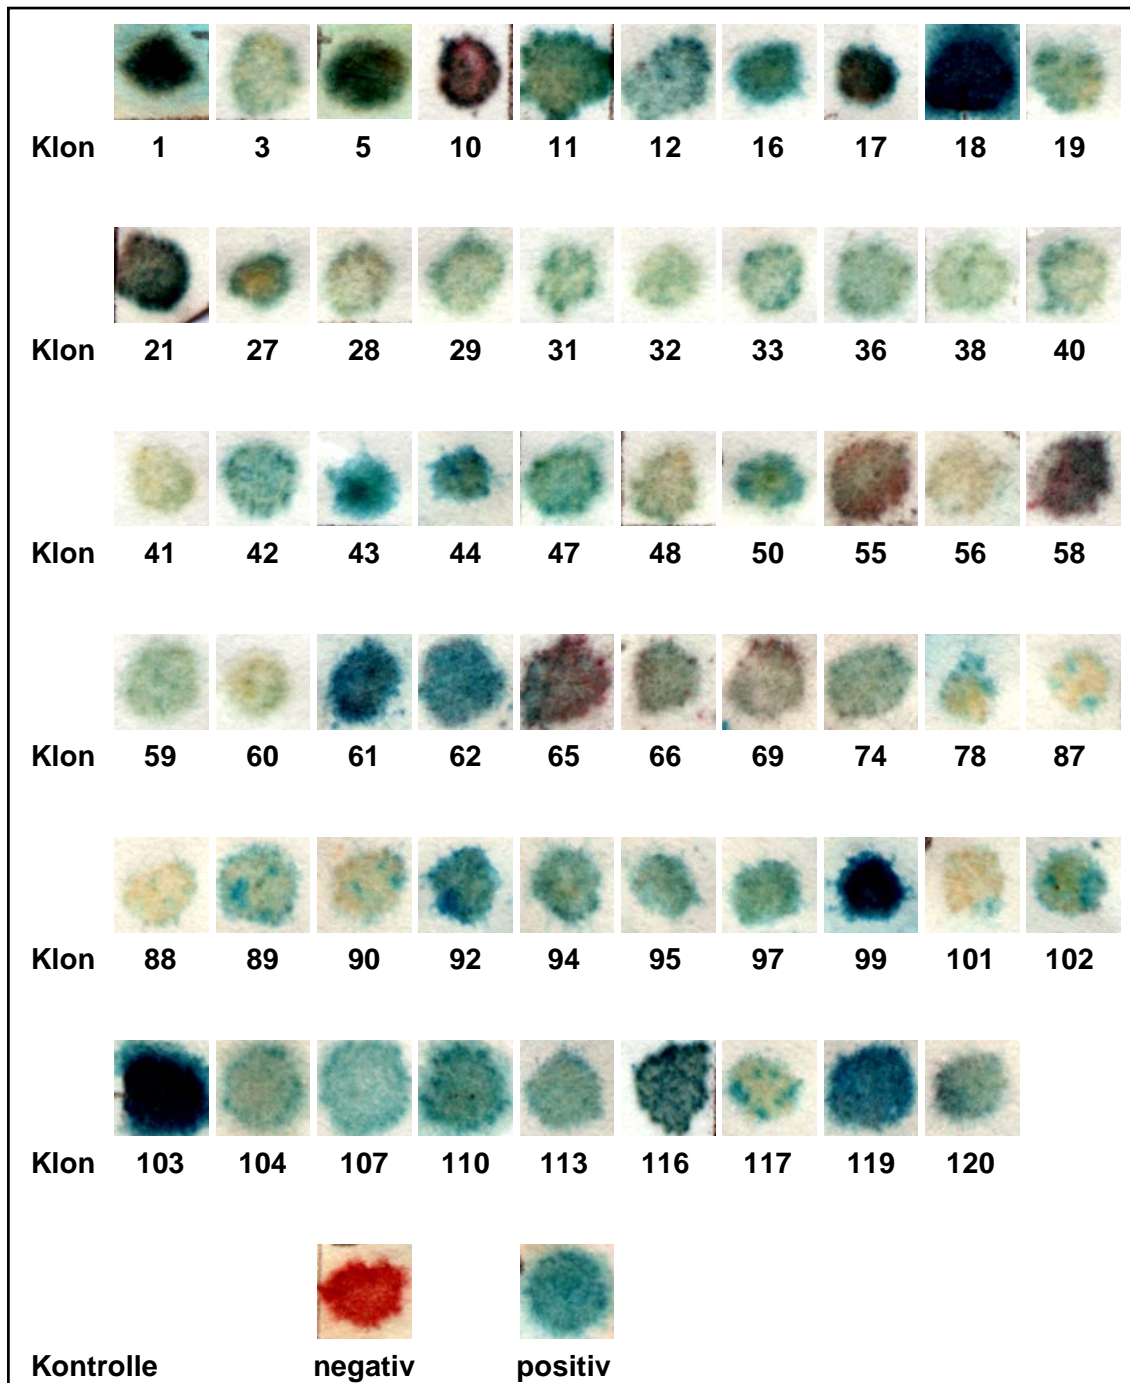 Klon 1 3 5 10 11 12 16 17 18 19
Klon 21 27 28 29 31 32 33 36 38 40
Klon 41 42 43 44 47 48 50 55 56 58
Klon 59 60 61 62 65 66 69 74 78 87
Klon 88 89 90 92 94 95 97 99 101 102
Klon 103 104 107 110 113 116 117 119 120
Kontrolle negativ positiv